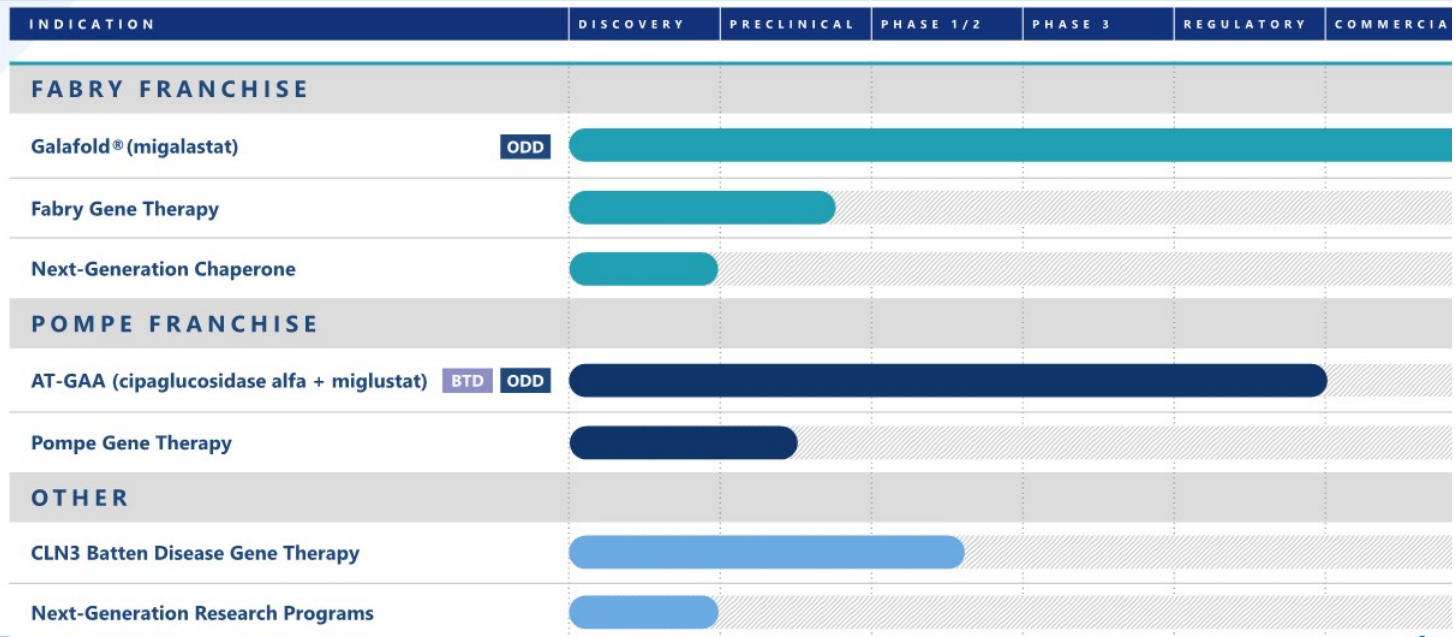 INDICATION DISCOVERY PRECLINICAL PHASE 1/2 PHASE 3 REGULATORY COMMERCIA
FABRY FRANCHISE
Galafold® (migalastat) ODD
Fabry Gene Therapy
Next-Generation Chaperone
POMPE FRANCHISE
AT-GAA (cipaglucosidase alfa + miglustat) BTD ODD
Pompe Gene Therapy
OTHER
CLN3 Batten Disease Gene Therapy
Next-Generation Research Programs